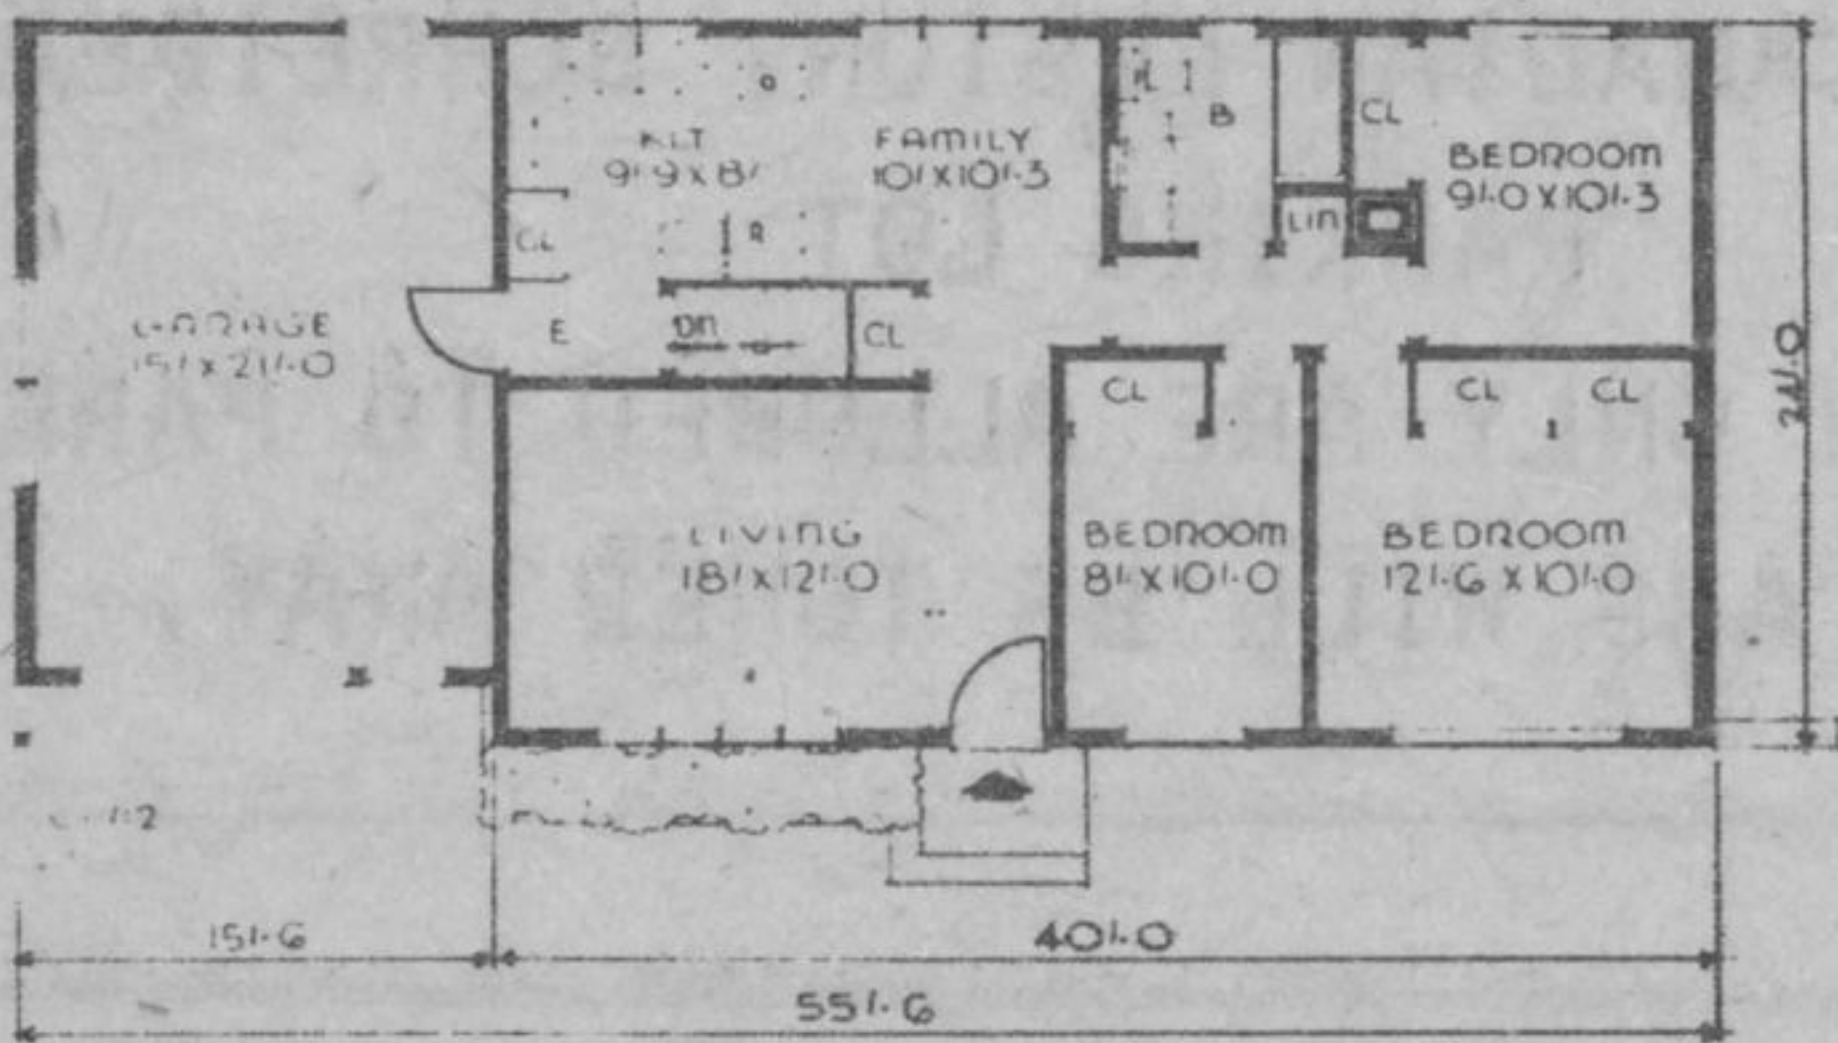 KIT
9'-9 X 8'
FAMILY
10' X 10'-3
H
B
CL
BEDROOM
9'-0 X 10'-3
CL
R
LIN
GARAGE
15' X 21'-0
E
DN
CL
CL
CL
CL
24'-0
LIVING
18' X 12'-0
BEDROOM
8'- X 10'-0
BEDROOM
12'-6 X 10'-0
15'-6
40'-0
55'-6